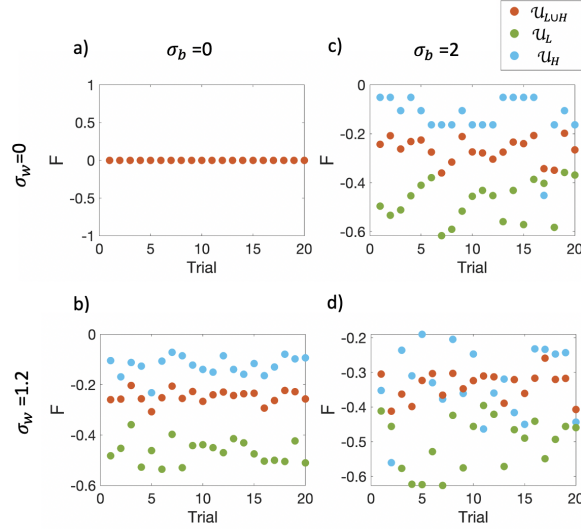 𝒰_{L∪H}
𝒰_L
𝒰_H
σ_b =0
σ_b =2
σ_w=0
σ_w=1.2
a)
1
0.5
0
-0.5
-1
F
0 5 10 15 20
Trial
c)
0
-0.2
-0.4
-0.6
F
0 5 10 15 20
Trial
b)
0
-0.2
-0.4
-0.6
F
0 5 10 15 20
Trial
d)
-0.2
-0.3
-0.4
-0.5
-0.6
F
0 5 10 15 20
Trial